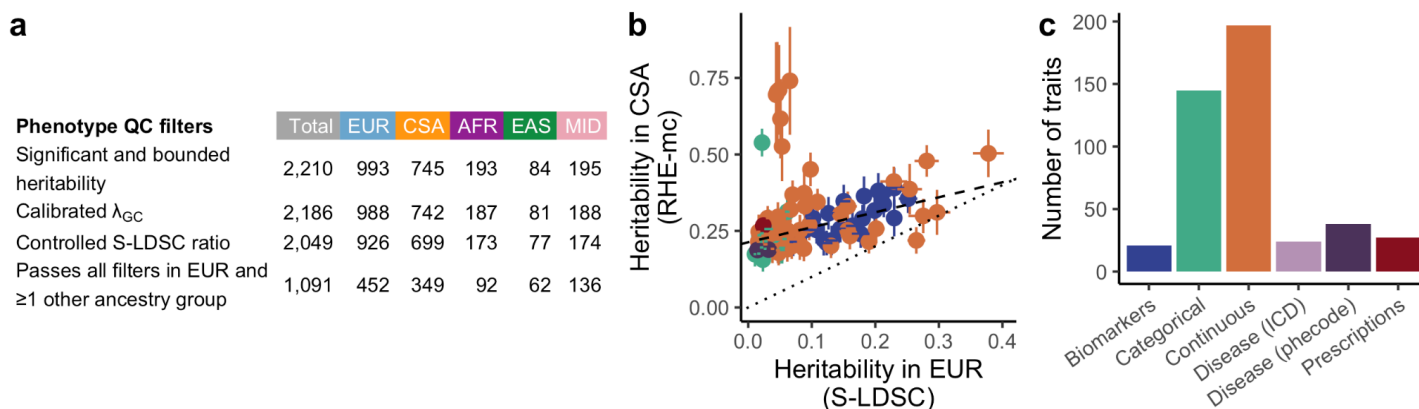 a
Phenotype QC filters
Total EUR CSA AFR EAS MID
Significant and bounded
heritability
2,210 993 745 193 84 195
Calibrated λGC
2,186 988 742 187 81 188
Controlled S-LDSC ratio
2,049 926 699 173 77 174
Passes all filters in EUR and
≥1 other ancestry group
1,091 452 349 92 62 136
b
Heritability in CSA
(RHE-mc)
0.75
0.50
0.25
0.00
0.0 0.1 0.2 0.3 0.4
Heritability in EUR
(S-LDSC)
c
Number of traits
200
150
100
50
0
Biomarkers
Categorical
Continuous
Disease (ICD)
Disease (phecode)
Prescriptions